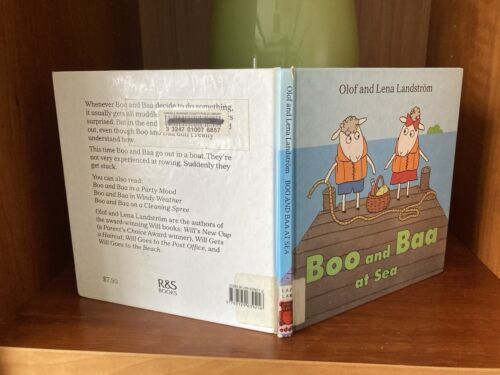 Whenever Boo and Baa decide to do something,
it usually gets all muddled
surprised. But in the end
out, even though Boo and Baa don't really
understand how.
This time Boo and Baa go out in a boat. They're
not very experienced at rowing. Suddenly they
get stuck.
You can also read:
Boo and Baa in a Party Mood
Boo and Baa in Windy Weather
Boo and Baa on a Cleaning Spree
Olof and Lena Landström are the authors of
the award-winning Will books: Will's New Cap
(a Parent's Choice Award winner), Will Gets
a Haircut, Will Goes to the Post Office, and
Will Goes to the Beach.
$7.50
R&S
BOOKS
3 3247 01007 6857
Olof and Lena Landström
BOO AND BAA AT SEA
Olof and Lena Landström
Boo and Baa
at Sea